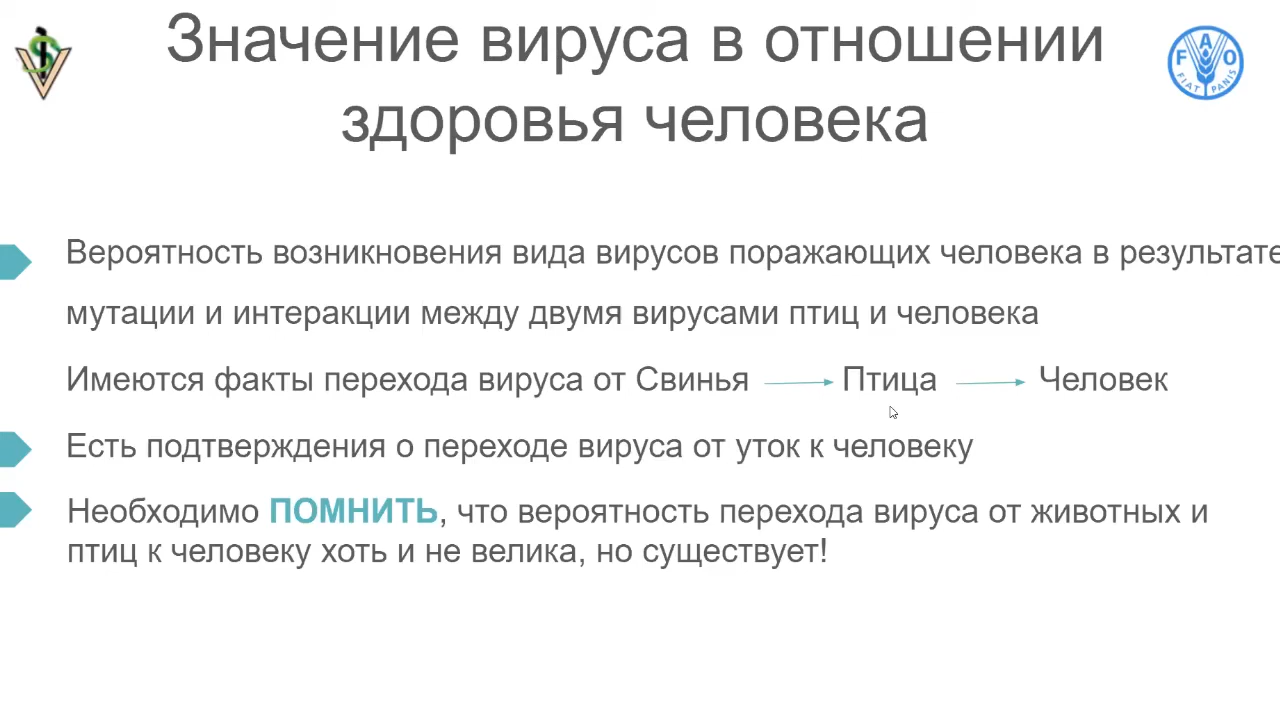 Значение вируса в отношении
здоровья человека
F A O
FIAT PANIS
Вероятность возникновения вида вирусов поражающих человека в результате
мутации и интеракции между двумя вирусами птиц и человека
Имеются факты перехода вируса от Свинья Птица Человек
Есть подтверждения о переходе вируса от уток к человеку
Необходимо ПОМНИТЬ, что вероятность перехода вируса от животных и
птиц к человеку хоть и не велика, но существует!